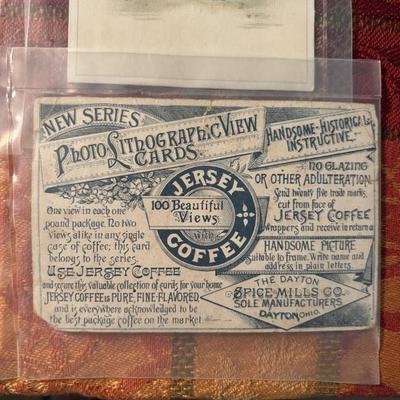 "NEW SERIES"
PHOTO LITHOGRAPHIC VIEW
CARDS
HANDSOME-HISTORICAL-
INSTRUCTIVE."
JERSEY
100 Beautiful
Views
with
COFFEE
One view in each one
pound package. No two
views alike in any single
case of coffee; this card
belongs to the series.
USE JERSEY COFFEE
and secure this valuable collection of cards for your home
JERSEY COFFEE IS PURE, FINE-FLAVORED
and is everywhere acknowledged to be
the best package coffee on the market.
NO GLAZING
OR OTHER ADULTERATION.
Send twenty five trade marks,
cut from face of
JERSEY COFFEE
wrappers and receive in return a
HANDSOME PICTURE
Suitable to frame. Write name and
address in plain letters.
THE DAYTON
SPICE-MILLS CO.
SOLE MANUFACTURERS
DAYTON OHIO.